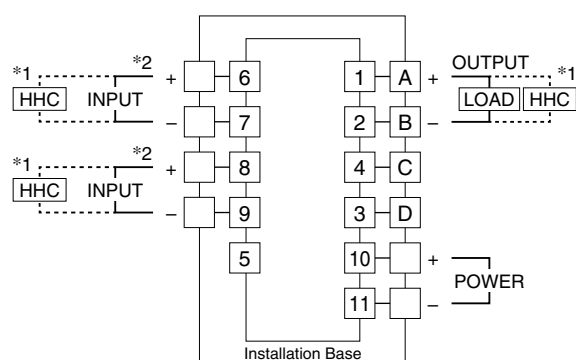 *1 *2 + 6 1 A + OUTPUT *1
HHC INPUT LOAD HHC
– 7 2 B –
*1 *2 + 8 4 C
HHC INPUT
– 9 3 D
5 10 +
POWER
11 –
Installation Base